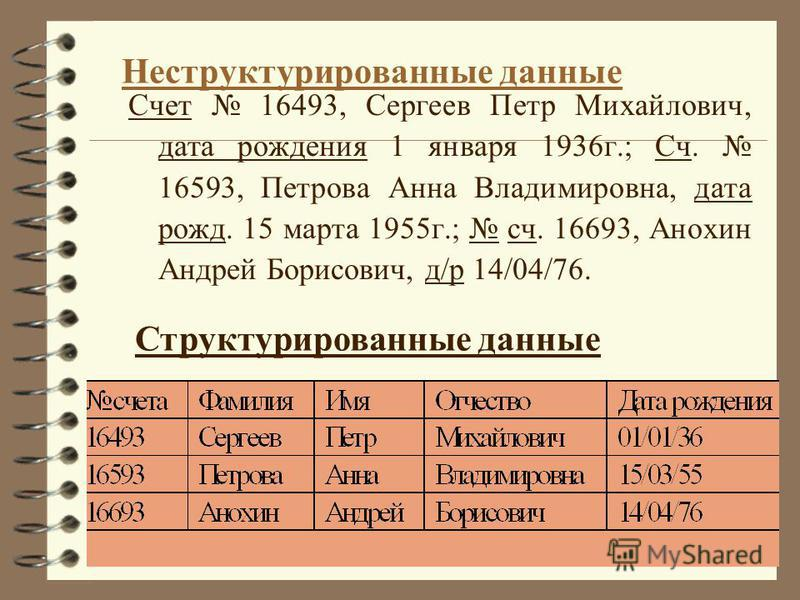 Неструктурированные данные
Счет № 16493, Сергеев Петр Михайлович,
дата рождения 1 января 1936г.; Сч. №
16593, Петрова Анна Владимировна, дата
рожд. 15 марта 1955г.; № сч. 16693, Анохин
Андрей Борисович, д/р 14/04/76.
Структурированные данные
№ счета Фамилия Имя Отчество Дата рождения
16493 Сергеев Петр Михайлович 01/01/36
16593 Петрова Анна Владимировна 15/03/55
16693 Анохин Андрей Борисович 14/04/76
MyShared